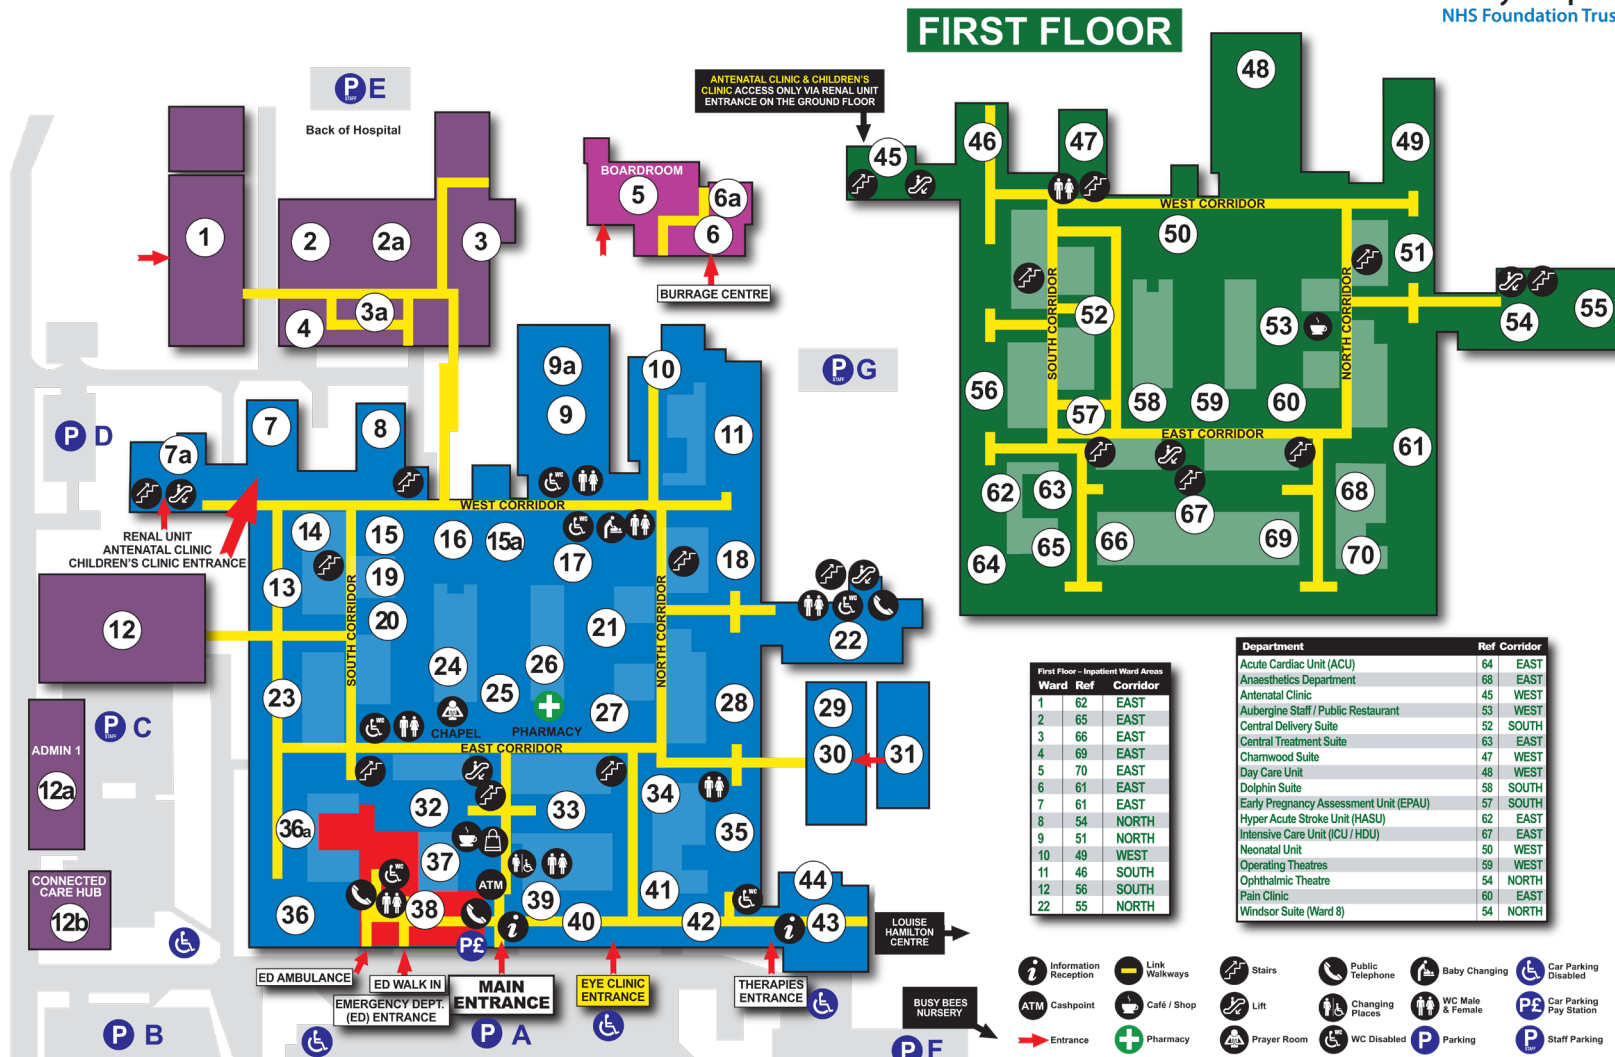 NHS Foundation Trus
FIRST FLOOR
P STAFF E
Back of Hospital
ANTENATAL CLINIC & CHILDREN'S
CLINIC ACCESS ONLY VIA RENAL UNIT
ENTRANCE ON THE GROUND FLOOR
48
46
47
49
45
1
2
2a
3
3a
4
BOARDROOM
5
6a
6
BURRAGE CENTRE
WEST CORRIDOR
50
51
SOUTH CORRIDOR
NORTH CORRIDOR
52
53
54
55
56
57
58
59
60
EAST CORRIDOR
61
62
63
64
65
66
67
68
69
70
P STAFF G
9a
9
10
11
P D
7
7a
8
WEST CORRIDOR
RENAL UNIT
ANTENATAL CLINIC
CHILDREN'S CLINIC ENTRANCE
14
15
16
15a
WC
WC
17
18
13
19
20
SOUTH CORRIDOR
NORTH CORRIDOR
12
21
WC
22
24
26
25
27
23
28
WC
CHAPEL
PHARMACY
EAST CORRIDOR
29
30
31
P STAFF C
ADMIN 1
12a
CONNECTED
CARE HUB
12b
32
33
34
35
36a
37
WC
ATM
36
38
39
40
41
42
WC
43
44
P£
LOUISE
HAMILTON
CENTRE
ED AMBULANCE
ED WALK IN
EMERGENCY DEPT.
(ED) ENTRANCE
MAIN
ENTRANCE
EYE CLINIC
ENTRANCE
THERAPIES
ENTRANCE
BUSY BEES
NURSERY
P B
P A
P F
First Floor – Inpatient Ward Areas
Ward Ref Corridor
1 62 EAST
2 65 EAST
3 66 EAST
4 69 EAST
5 70 EAST
6 61 EAST
7 61 EAST
8 54 NORTH
9 51 NORTH
10 49 WEST
11 46 SOUTH
12 56 SOUTH
22 55 NORTH
Department Ref Corridor
Acute Cardiac Unit (ACU) 64 EAST
Anaesthetics Department 68 EAST
Antenatal Clinic 45 WEST
Aubergine Staff / Public Restaurant 53 WEST
Central Delivery Suite 52 SOUTH
Central Treatment Suite 63 EAST
Charnwood Suite 47 WEST
Day Care Unit 48 WEST
Dolphin Suite 58 SOUTH
Early Pregnancy Assessment Unit (EPAU) 57 SOUTH
Hyper Acute Stroke Unit (HASU) 62 EAST
Intensive Care Unit (ICU / HDU) 67 EAST
Neonatal Unit 50 WEST
Operating Theatres 59 WEST
Ophthalmic Theatre 54 NORTH
Pain Clinic 60 EAST
Windsor Suite (Ward 8) 54 NORTH
i Information
Reception
Link
Walkways
Stairs
Public
Telephone
Baby Changing
Car Parking
Disabled
ATM Cashpoint
Café / Shop
Lift
Changing
Places
WC Male
& Female
P£ Car Parking
Pay Station
Entrance
Pharmacy
Prayer Room
WC WC Disabled
P Parking
P STAFF Staff Parking